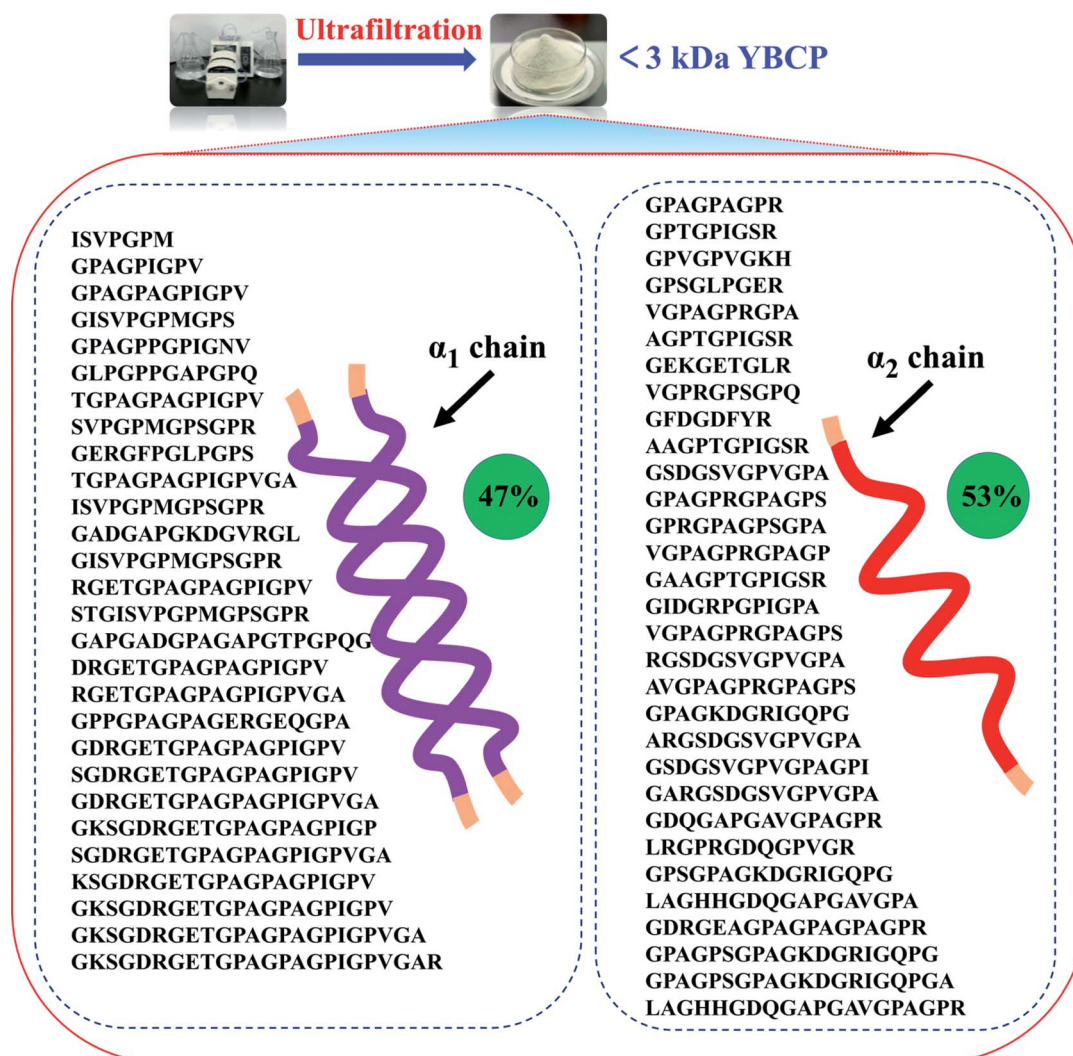 Ultrafiltration
< 3 kDa YBCP
ISVPGPM
GPAGPIGPV
GPAGPAGPIGPV
GISVPGPMGPS
GPAGPPGPIGNV
GLPGPPGAPGPQ
TGPAGPAGPIGPV
SVPGPMGPSGPR
GERGFPGLPGPS
TGPAGPAGPIGPVGA
ISVPGPMGPSGPR
GADGAPGKDGVRGL
GISVPGPMGPSGPR
RGETGPAGPAGPIGPV
STGISVPGPMGPSGPR
GAPGADGPAGAPGTPGPQG
DRGETGPAGPAGPIGPV
RGETGPAGPAGPIGPVGA
GPPGPAGPAGERGEQGPA
GDRGETGPAGPAGPIGPV
SGDRGETGPAGPAGPIGPV
GDRGETGPAGPAGPIGPVGA
GKSGDRGETGPAGPAGPIGP
SGDRGETGPAGPAGPIGPVGA
KSGDRGETGPAGPAGPIGPV
GKSGDRGETGPAGPAGPIGPV
GKSGDRGETGPAGPAGPIGPVGA
GKSGDRGETGPAGPAGPIGPVGAR
α1 chain
47%
GPAGPAGPR
GPTGPIGSR
GPVGPVGKH
GPSGLPGER
VGPAGPRGPA
AGPTGPIGSR
GEKGETGLR
VGPRGPSGPQ
GFDGDFYR
AAGPTGPIGSR
GSDGSVGPVGPA
GPAGPRGPAGPS
GPRGPAGPSGPA
VGPAGPRGPAGP
GAAGPTGPIGSR
GIDGRPGPIGPA
VGPAGPRGPAGPS
RGSDGSVGPVGPA
AVGPAGPRGPAGPS
GPAGKDGRIGQPG
ARGSDGSVGPVGPA
GSDGSVGPVGPAGPI
GARGSDGSVGPVGPA
GDQGAPGAVGPAGPR
LRGPRGDQGPVGR
GPSGPAGKDGRIGQPG
LAGHHGDQGAPGAVGPA
GDRGEAGPAGPAGPAGPR
GPAGPSGPAGKDGRIGQPG
GPAGPSGPAGKDGRIGQPGA
LAGHHGDQGAPGAVGPAGPR
α2 chain
53%